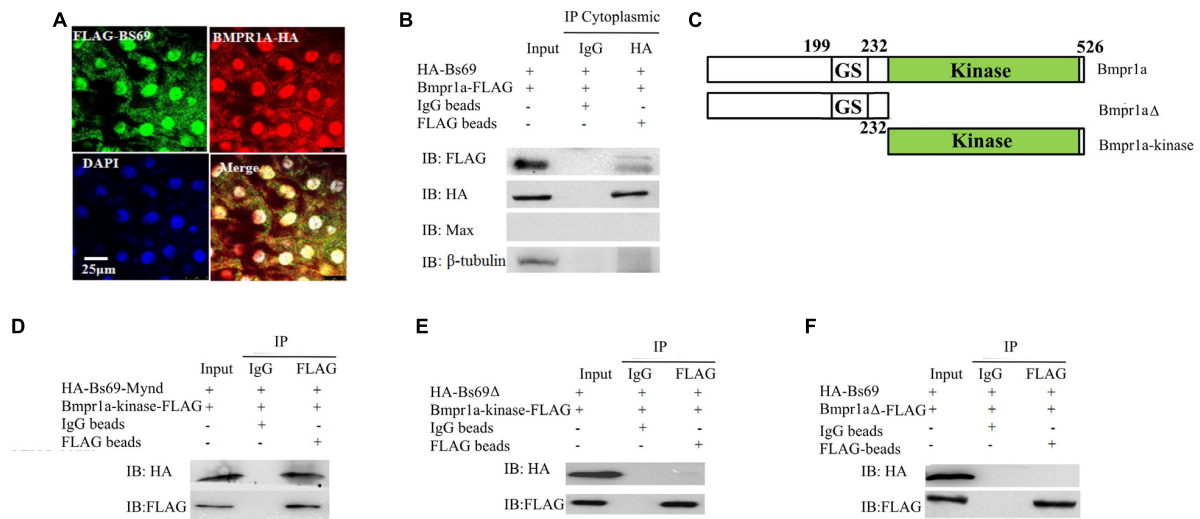 A
FLAG-BS69
BMPR1A-HA
DAPI
Merge
25μm
B
IP Cytoplasmic
Input IgG HA
HA-Bs69 + + +
Bmpr1a-FLAG + + +
IgG beads - + -
FLAG beads - - +
IB: FLAG
IB: HA
IB: Max
IB: β-tubulin
C
199 232 526
GS Kinase Bmpr1a
GS Bmpr1aΔ
232
Kinase Bmpr1a-kinase
D
IP
Input IgG FLAG
HA-Bs69-Mynd + + +
Bmpr1a-kinase-FLAG + + +
IgG beads - + -
FLAG beads - - +
IB: HA
IB:FLAG
E
IP
Input IgG FLAG
HA-Bs69Δ + + +
Bmpr1a-kinase-FLAG + + +
IgG beads - + -
FLAG beads - - +
IB: HA
IB:FLAG
F
IP
Input IgG FLAG
HA-Bs69 + + +
Bmpr1aΔ-FLAG + + +
IgG beads - + -
FLAG-beads - - +
IB: HA
IB:FLAG